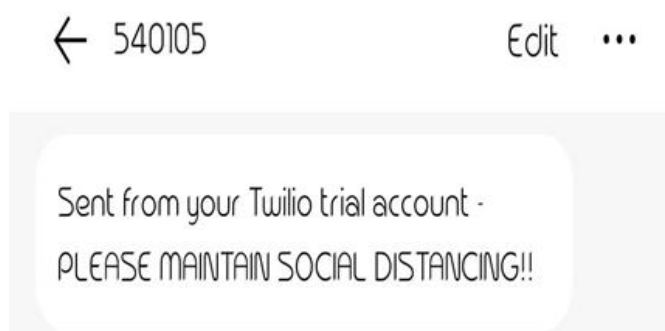 540105 Edit ...
Sent from your Twilio trial account -
PLEASE MAINTAIN SOCIAL DISTANCING!!